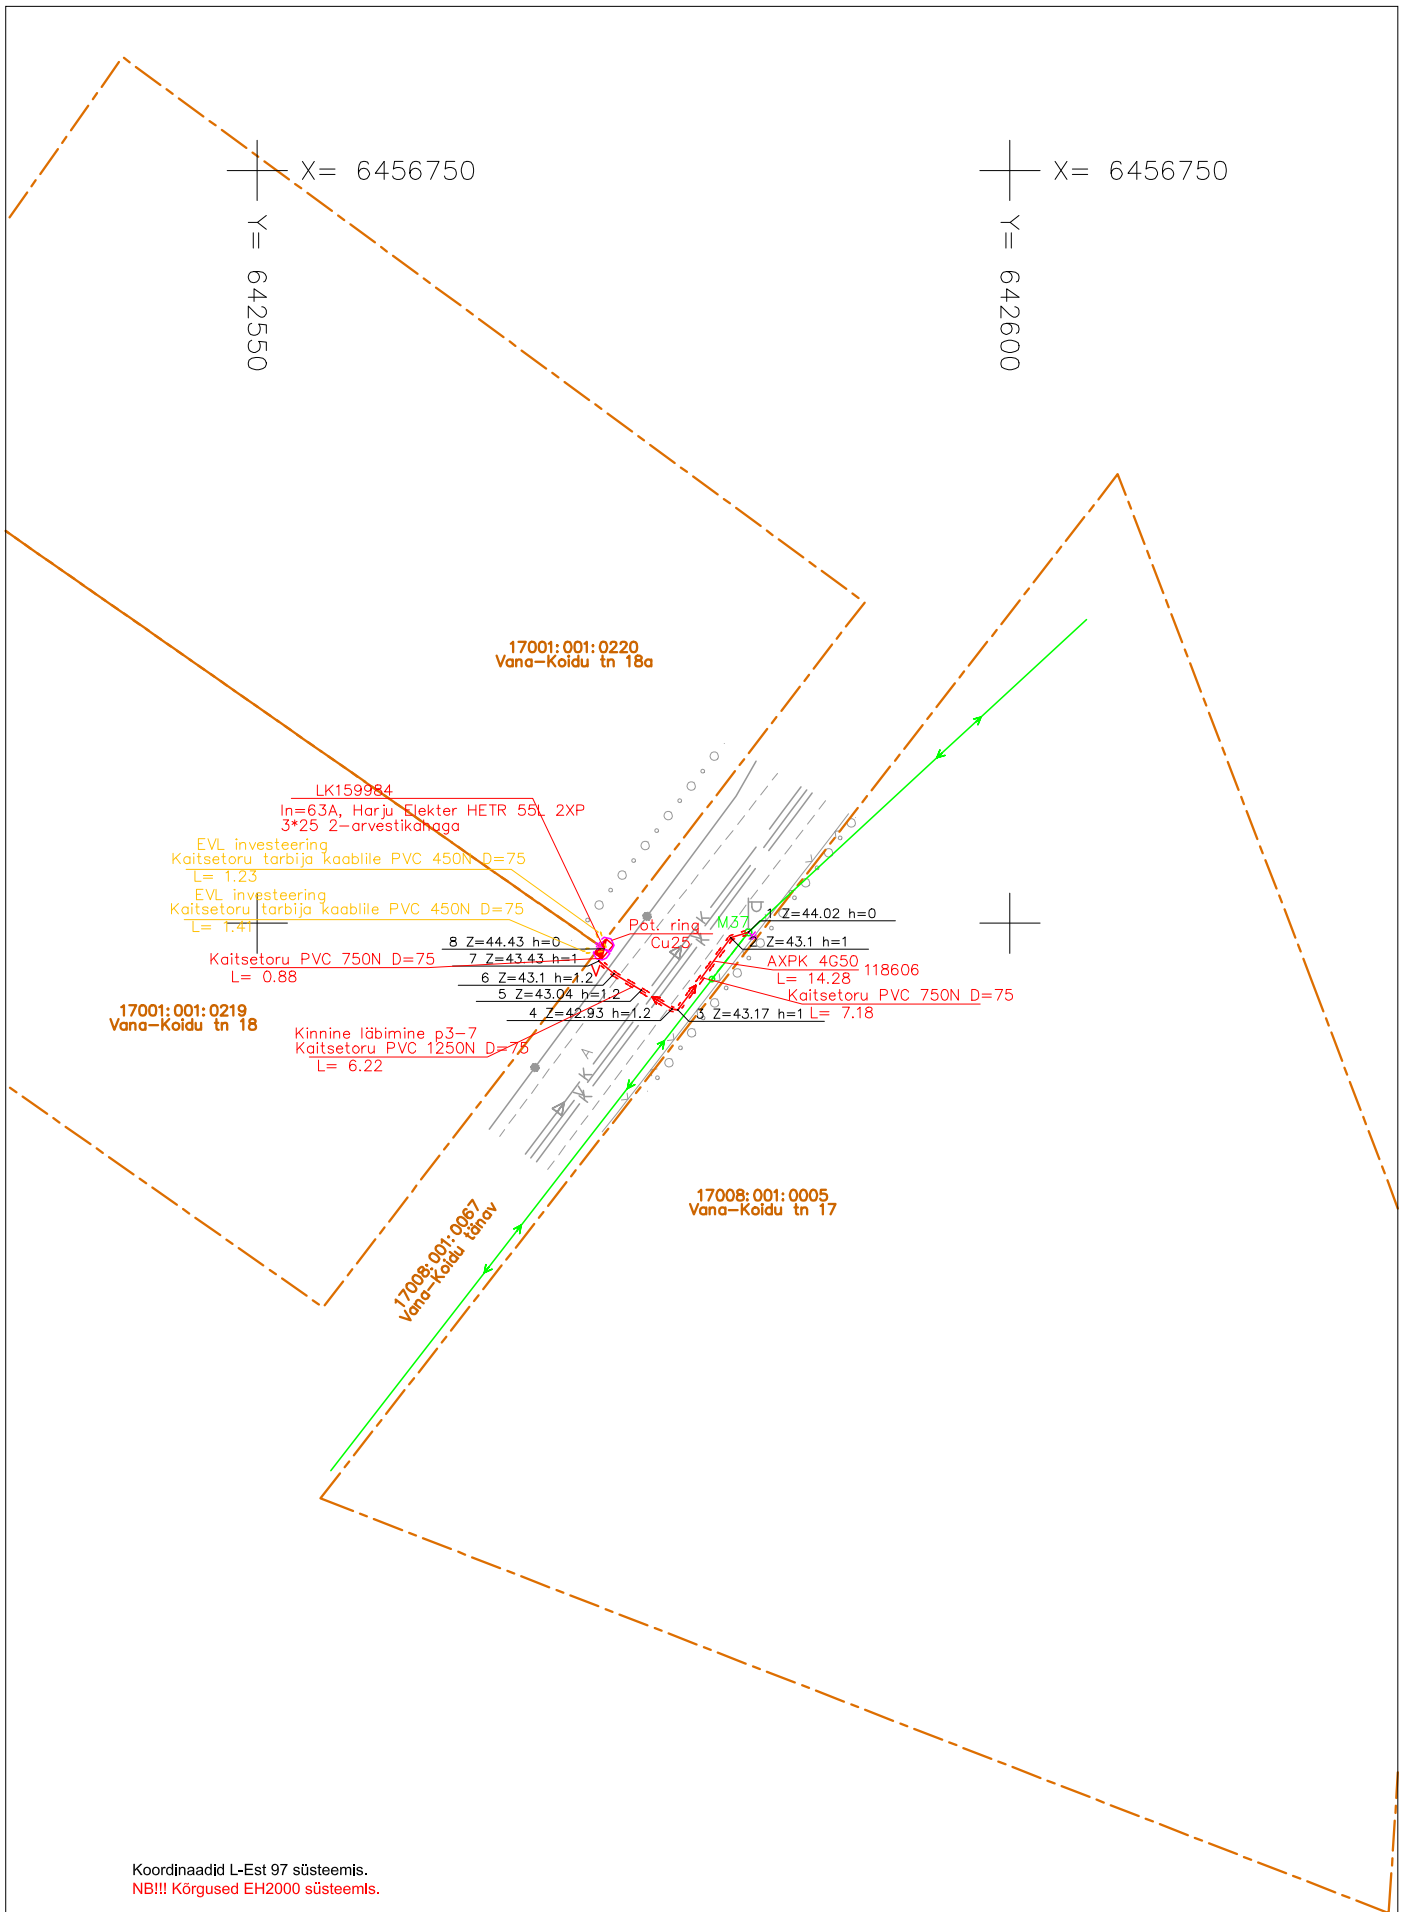 X= 6456750
X= 6456750
Y= 642550
Y= 642600
17001:001:0220
Vana-Koidu tn 18a
LK159984
In=63A, Harju Elekter HETR 55L 2XP
3*25 2-arvestikahaga
EVL investeering
Kaitsetoru tarbija kaablile PVC 450N D=75
L= 1.23
EVL investeering
Kaitsetoru tarbija kaablile PVC 450N D=75
L= 1.41
Pot. ring
Cu25
M37
1 Z=44.02 h=0
8 Z=44.43 h=0
2 Z=43.1 h=1
7 Z=43.43 h=1
Kaitsetoru PVC 750N D=75
L= 0.88
AXPK 4G50 118606
L= 14.28
6 Z=43.1 h=1.2
5 Z=43.04 h=1.2
Kaitsetoru PVC 750N D=75
L= 7.18
4 Z=42.93 h=1.2
3 Z=43.17 h=1
17001:001:0219
Vana-Koidu tn 18
Kinnine läbimine p3-7
Kaitsetoru PVC 1250N D=75
L= 6.22
V
K
K
A
VK
K
17008:001:0005
Vana-Koidu tn 17
17008:001:0067
Vana-Koidu tänav
Koordinaadid L-Est 97 süsteemis.
NB!!! Kõrgused EH2000 süsteemis.